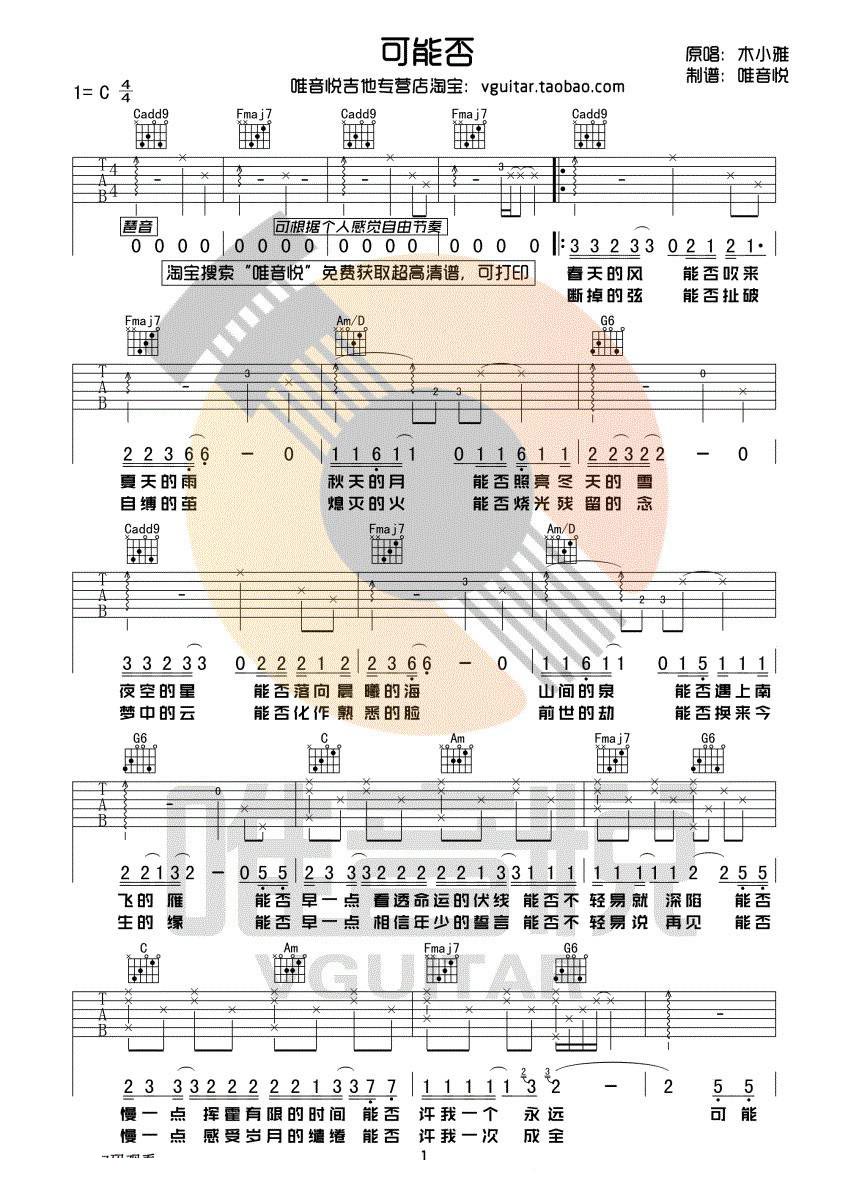 可能否
原唱：木小雅
制谱：唯音悦
唯音悦吉他专营店淘宝：vguitar.taobao.com
1= C 4/4
Cadd9 Fmaj7 Cadd9 Fmaj7 Cadd9
T A B 4 4 3
琶音 可根据个人感觉自由节奏
0 0 0 0 0 0 0 0 0 0 0 0 0 0 0 0 3 3 2 3 3 0 2 1 2 1·
淘宝搜索“唯音悦”免费获取超高清谱，可打印
春天的风 能否吹来
断掉的弦 能否扯破
Fmaj7 Am/D G6
T A B 3 2 3 0
2 2 3 6 6 – 0 1 1 6 1 1 0 1 1 6 1 1 2 2 3 2 2 – 0
夏天的雨 秋天的月 能否照亮冬天的雪
自缚的茧 熄灭的火 能否烧光残留的念
Cadd9 Fmaj7 Am/D
T A B 3 2 3
3 3 2 3 3 0 2 2 2 1 2 2 3 6 6 – 0 1 1 6 1 1 0 1 5 1 1 1
夜空的星 能否落向晨曦的海 山间的泉 能否遇上南
梦中的云 能否化作熟悉的脸 前世的劫 能否换来今
G6 C Am Fmaj7 G6
T A B 0
2 2 1 3 2 – 0 5 5 2 3 3 3 2 2 2 2 2 1 3 3 1 1 1 1 1 1 1 1 2 2 5 5
飞的雁 能否早一点 看透命运的伏线 能否不轻易就深陷 能否
生的缘 能否早一点 相信年少的誓言 能否不轻易说再见 能否
C Am Fmaj7 G6
T A B
2 3 3 3 2 2 2 2 2 1 3 3 7 7 1 1 1 1 1 3 2 – 2 5 5
慢一点 挥霍有限的时间 能否许我一个永远 可能
慢一点 感受岁月的缱绻 能否许我一次成全
1
唯音悦
VGUITAR